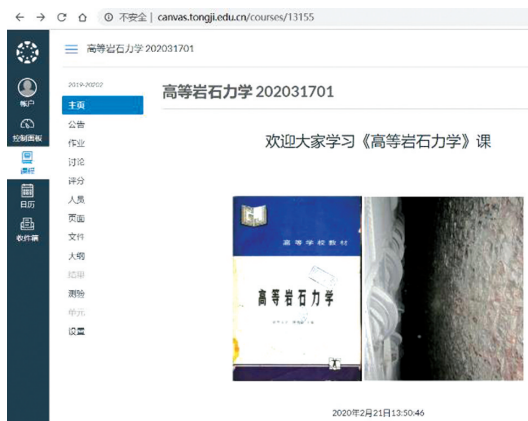 不安全 | canvas.tongji.edu.cn/courses/13155
高等岩石力学 202031701
2019-20202
高等岩石力学 202031701
帐户
控制面板
课程
日历
收件箱
主页
公告
作业
讨论
评分
人员
页面
文件
大纲
结果
测验
单元
设置
欢迎大家学习《高等岩石力学》课
高等学校教材
高等岩石力学
2020年2月21日13:50:46